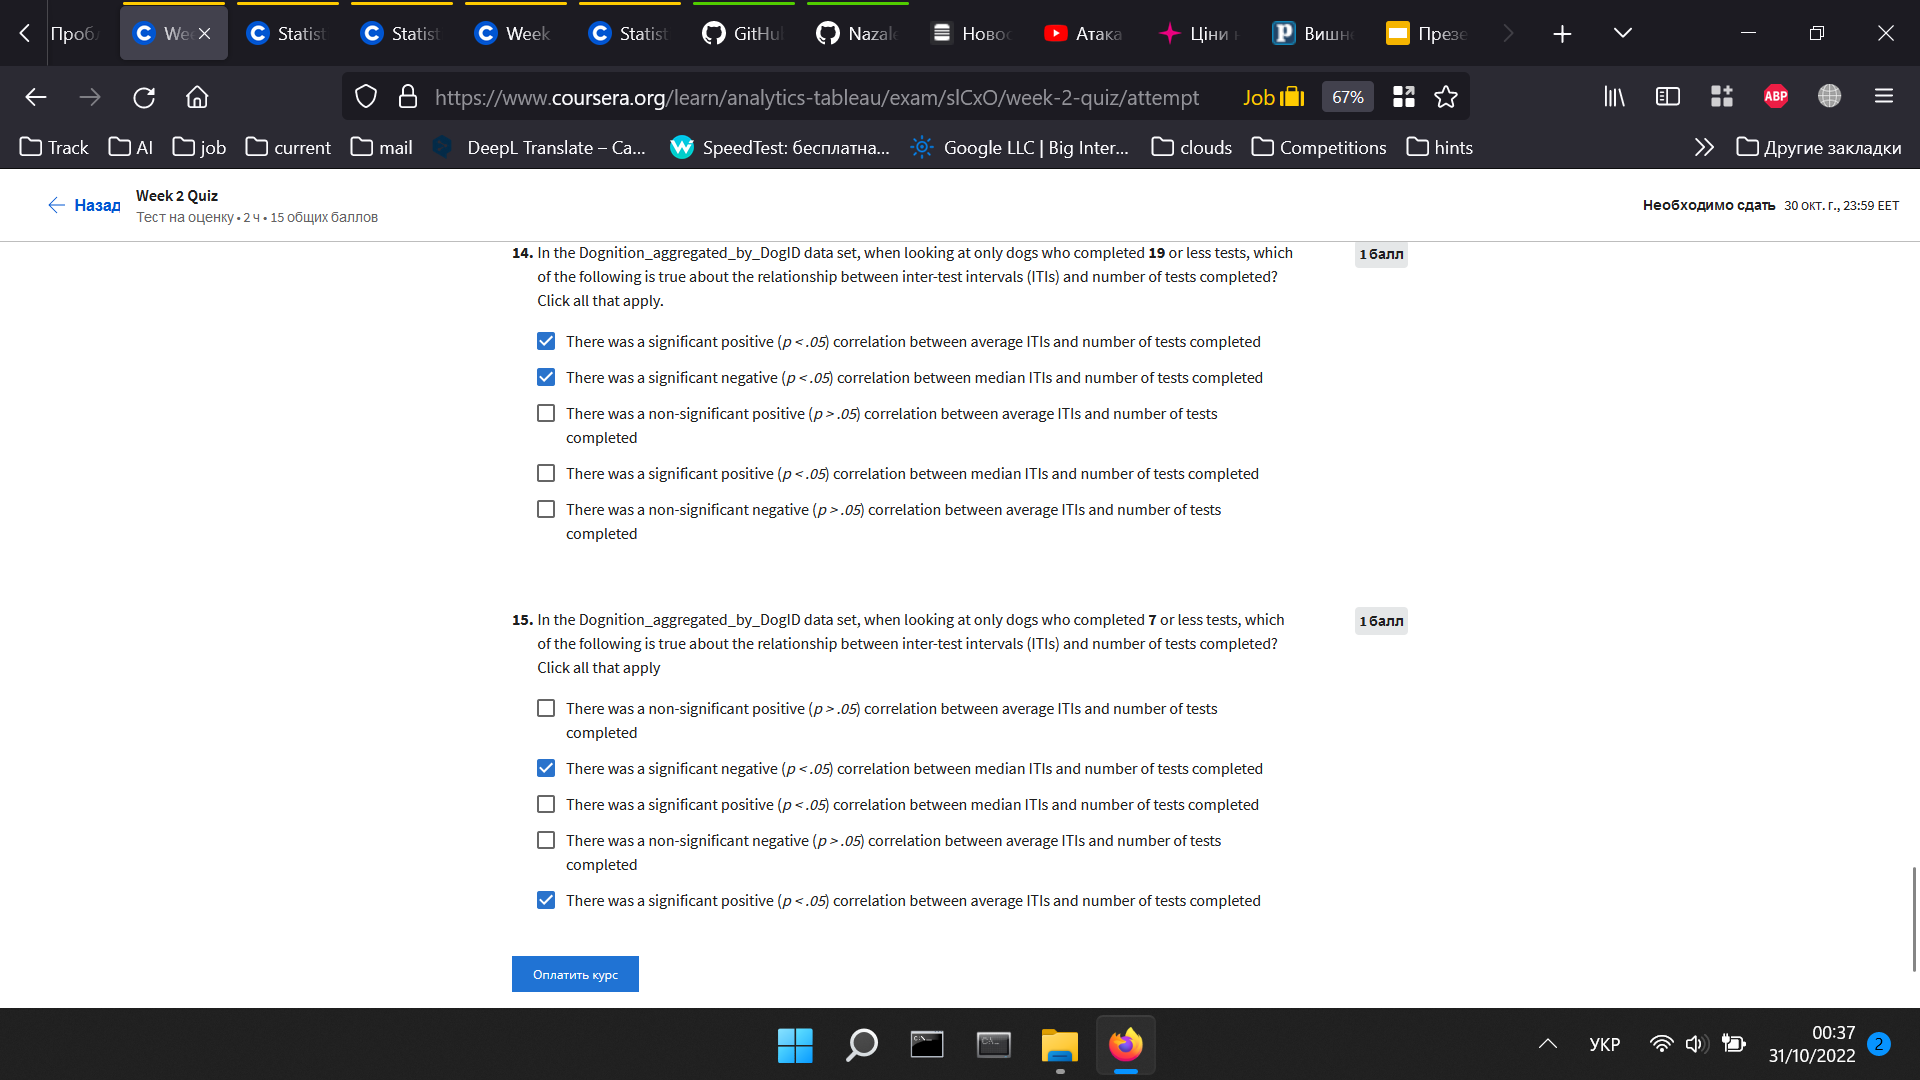 Проб
Wee
Statist
Statist
Week
Statist
GitHu
Nazale
Ново
Атака
Ціни н
Вишн
Презе
https://www.coursera.org/learn/analytics-tableau/exam/slCxO/week-2-quiz/attempt
Job
67%
ABP
Track
AI
job
current
mail
DeepL Translate – Ca...
SpeedTest: бесплатна...
Google LLC | Big Inter...
clouds
Competitions
hints
Другие закладки
Назад
Week 2 Quiz
Тест на оценку • 2 ч • 15 общих баллов
Необходимо сдать 30 окт. г., 23:59 EET
14. In the Dognition_aggregated_by_DogID data set, when looking at only dogs who completed 19 or less tests, which
1 балл
of the following is true about the relationship between inter-test intervals (ITIs) and number of tests completed?
Click all that apply.
There was a significant positive (p < .05) correlation between average ITIs and number of tests completed
There was a significant negative (p < .05) correlation between median ITIs and number of tests completed
There was a non-significant positive (p > .05) correlation between average ITIs and number of tests
completed
There was a significant positive (p < .05) correlation between median ITIs and number of tests completed
There was a non-significant negative (p > .05) correlation between average ITIs and number of tests
completed
15. In the Dognition_aggregated_by_DogID data set, when looking at only dogs who completed 7 or less tests, which
1 балл
of the following is true about the relationship between inter-test intervals (ITIs) and number of tests completed?
Click all that apply
There was a non-significant positive (p > .05) correlation between average ITIs and number of tests
completed
There was a significant negative (p < .05) correlation between median ITIs and number of tests completed
There was a significant positive (p < .05) correlation between median ITIs and number of tests completed
There was a non-significant negative (p > .05) correlation between average ITIs and number of tests
completed
There was a significant positive (p < .05) correlation between average ITIs and number of tests completed
Оплатить курс
УКР
00:37
31/10/2022
2